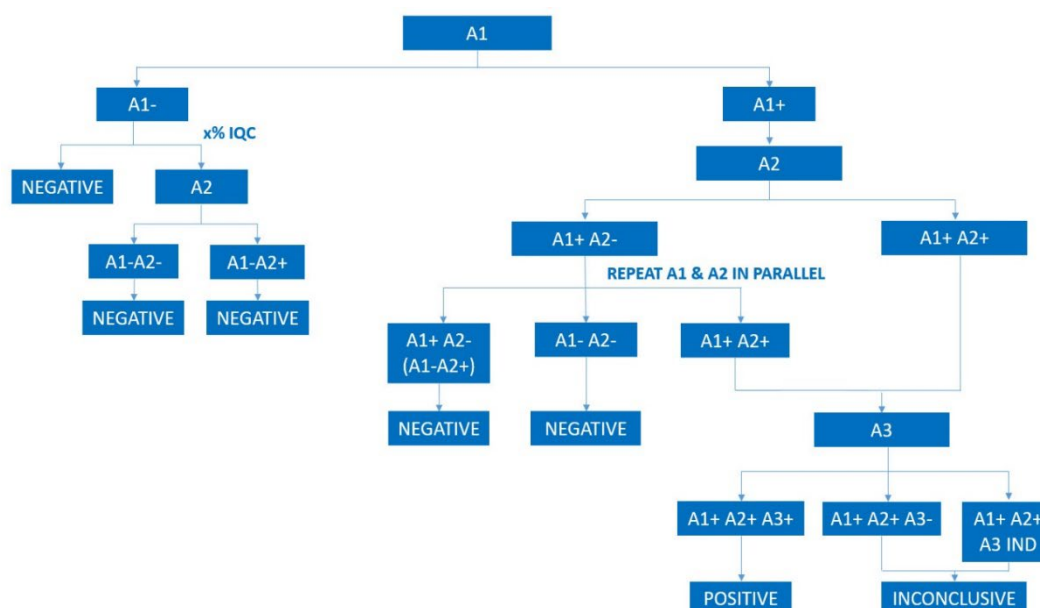 A1
A1-
A1+
x% IQC
A2
NEGATIVE
A2
A1+ A2-
A1+ A2+
A1-A2-
A1-A2+
REPEAT A1 & A2 IN PARALLEL
NEGATIVE
NEGATIVE
A1+ A2-
(A1-A2+)
A1- A2-
A1+ A2+
NEGATIVE
NEGATIVE
A3
A1+ A2+ A3+
A1+ A2+ A3-
A1+ A2+
A3 IND
POSITIVE
INCONCLUSIVE